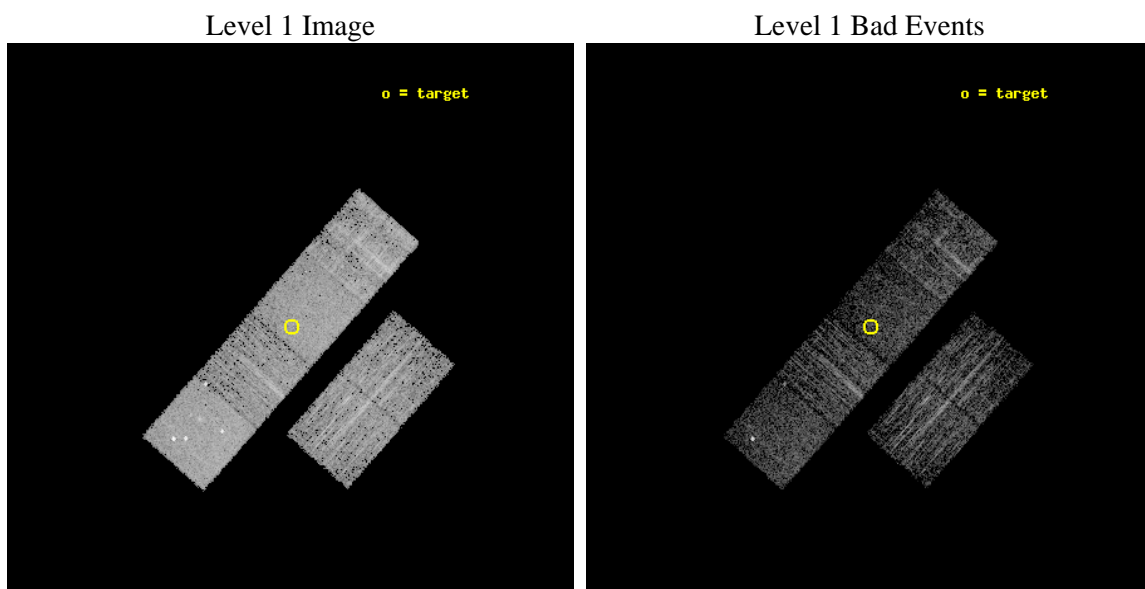 Level 1 Image
Level 1 Bad Events
o = target
o = target